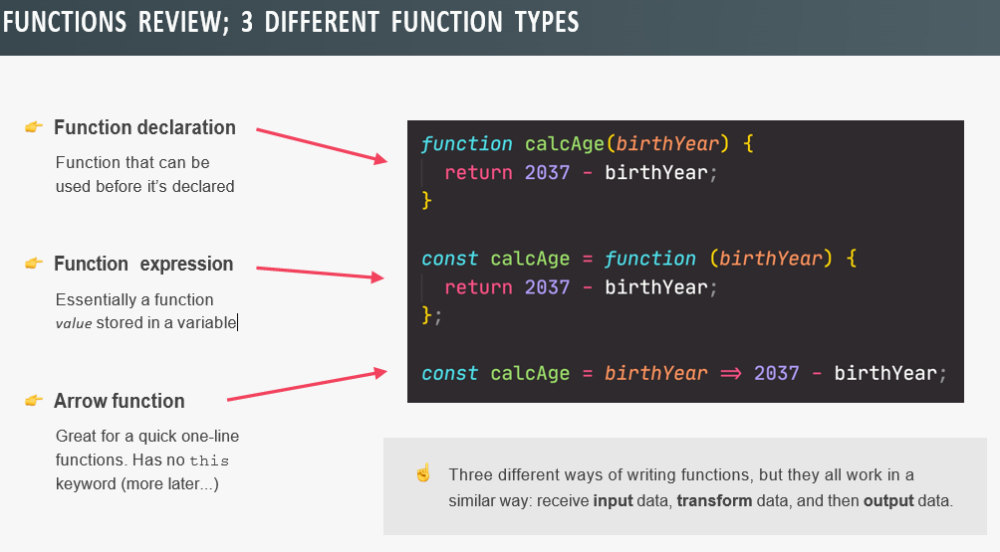 FUNCTIONS REVIEW; 3 DIFFERENT FUNCTION TYPES
Function declaration
Function that can be
used before it’s declared
function calcAge(birthYear) {
return 2037 - birthYear;
}
Function expression
Essentially a function
value stored in a variable
const calcAge = function (birthYear) {
return 2037 - birthYear;
};
Arrow function
Great for a quick one-line
functions. Has no this
keyword (more later...)
const calcAge = birthYear => 2037 - birthYear;
Three different ways of writing functions, but they all work in a
similar way: receive input data, transform data, and then output data.